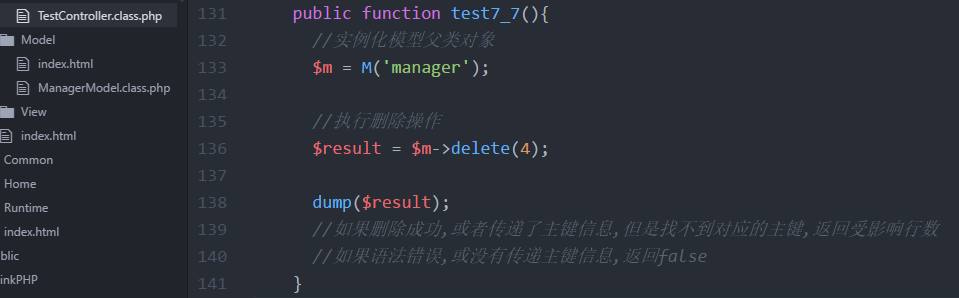 TestController.class.php
Model
index.html
ManagerModel.class.php
View
index.html
Common
Home
Runtime
index.html
blic
inkPHP
131 public function test7_7(){
132 //实例化模型父类对象
133 $m = M('manager');
134
135 //执行删除操作
136 $result = $m->delete(4);
137
138 dump($result);
139 //如果删除成功,或者传递了主键信息,但是找不到对应的主键,返回受影响行数
140 //如果语法错误,或没有传递主键信息,返回false
141 }